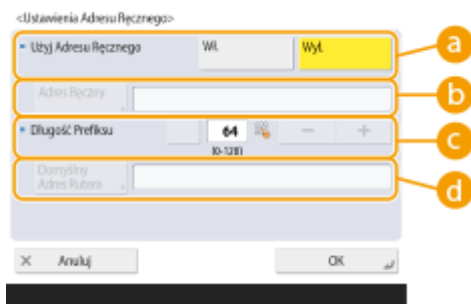 <Ustawienia Adresu Ręcznego>
Użyj Adresu Ręcznego Wł. Wył. a
Adres Ręczny b
Długość Prefiksu 64 − + c
(0-128)
Domyślny
Adres Rutera d
× Anuluj OK